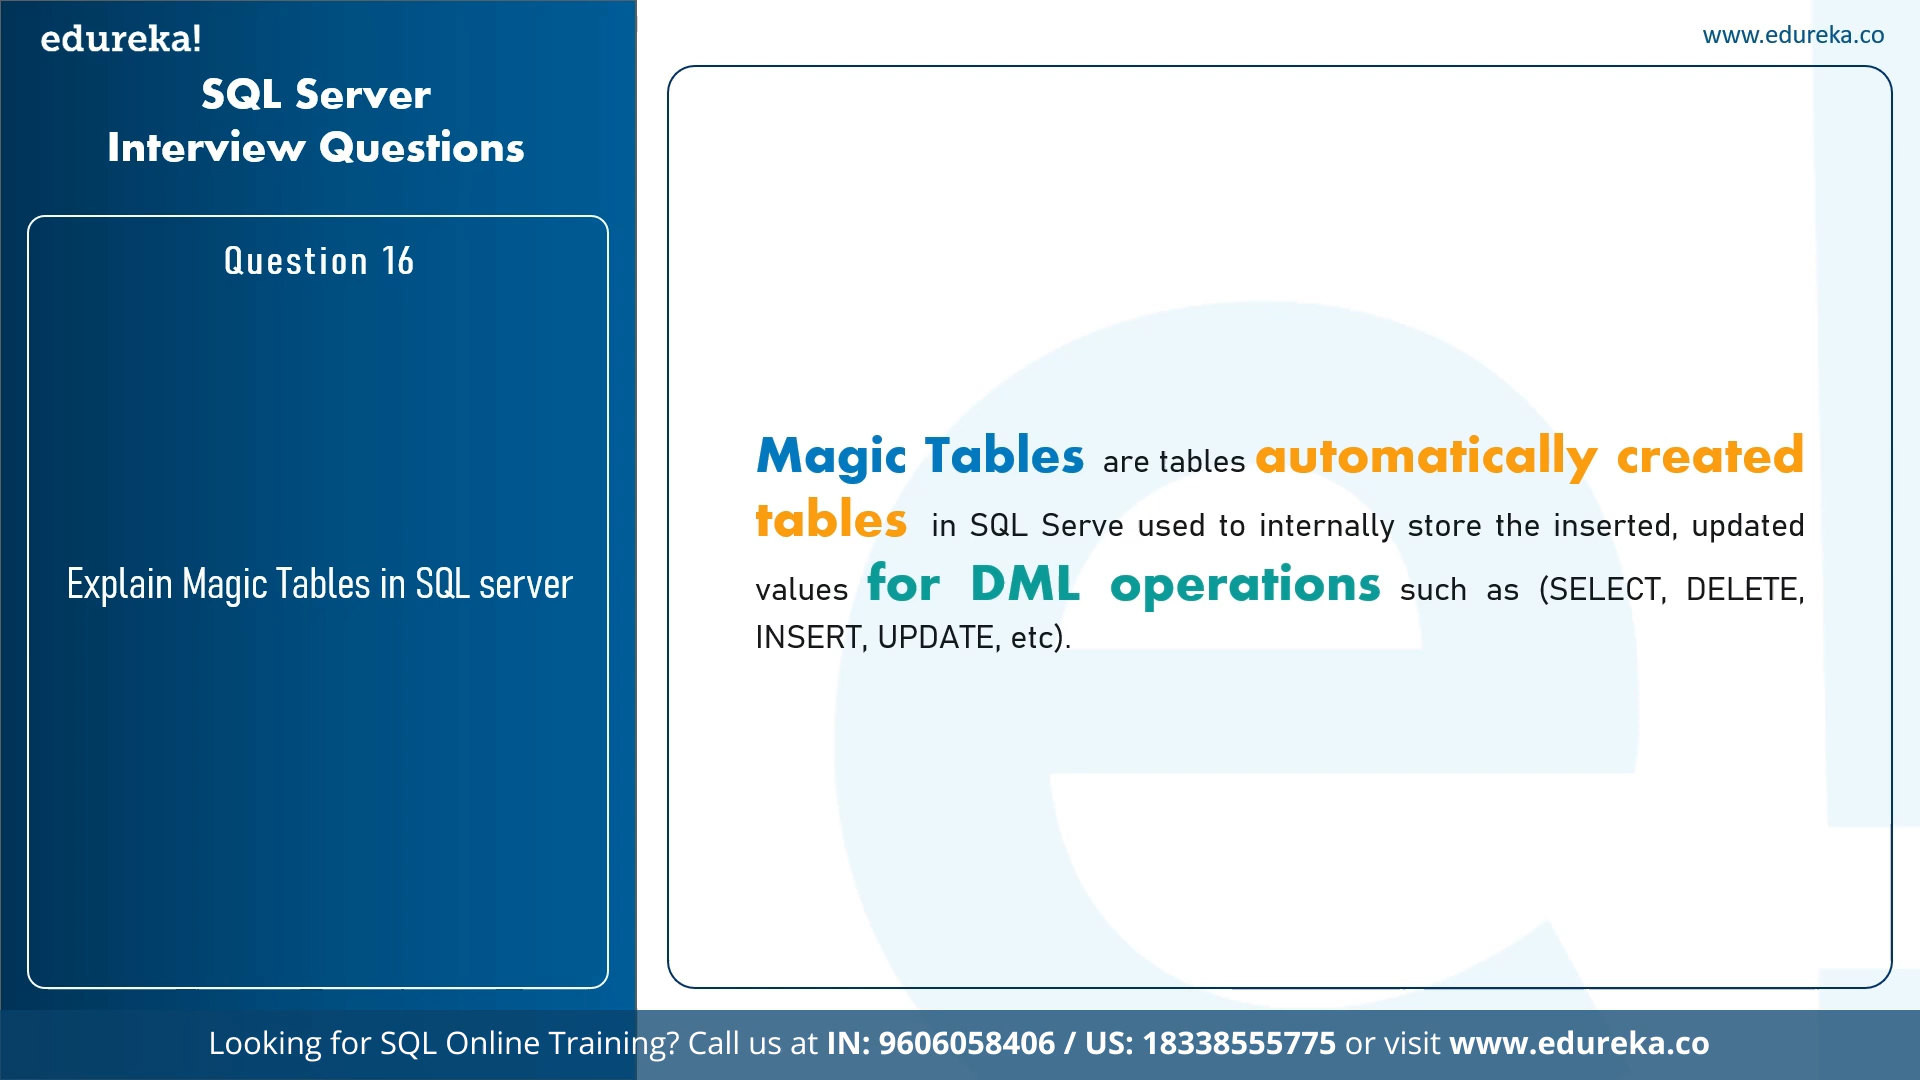 edureka!
SQL Server
Interview Questions
Question 16
Explain Magic Tables in SQL server
www.edureka.co
Magic Tables are tables automatically created
tables in SQL Serve used to internally store the inserted, updated
values for DML operations such as (SELECT, DELETE,
INSERT, UPDATE, etc).
Looking for SQL Online Training? Call us at IN: 9606058406 / US: 18338555775 or visit www.edureka.co